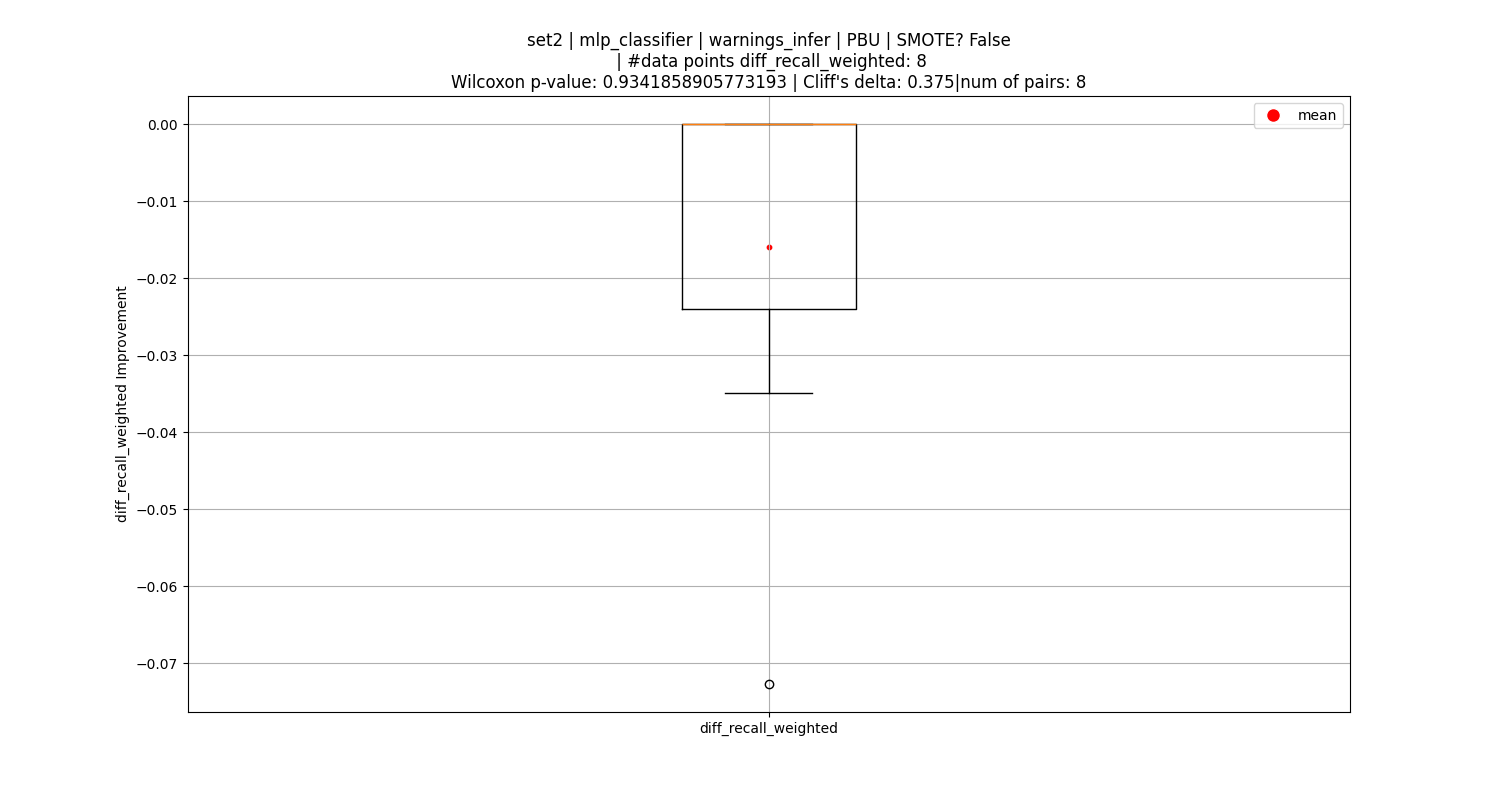 set2 | mlp_classifier | warnings_infer | PBU | SMOTE? False
| #data points diff_recall_weighted: 8
Wilcoxon p-value: 0.9341858905773193 | Cliff's delta: 0.375|num of pairs: 8
mean
0.00
−0.01
−0.02
−0.03
−0.04
−0.05
−0.06
−0.07
diff_recall_weighted Improvement
diff_recall_weighted